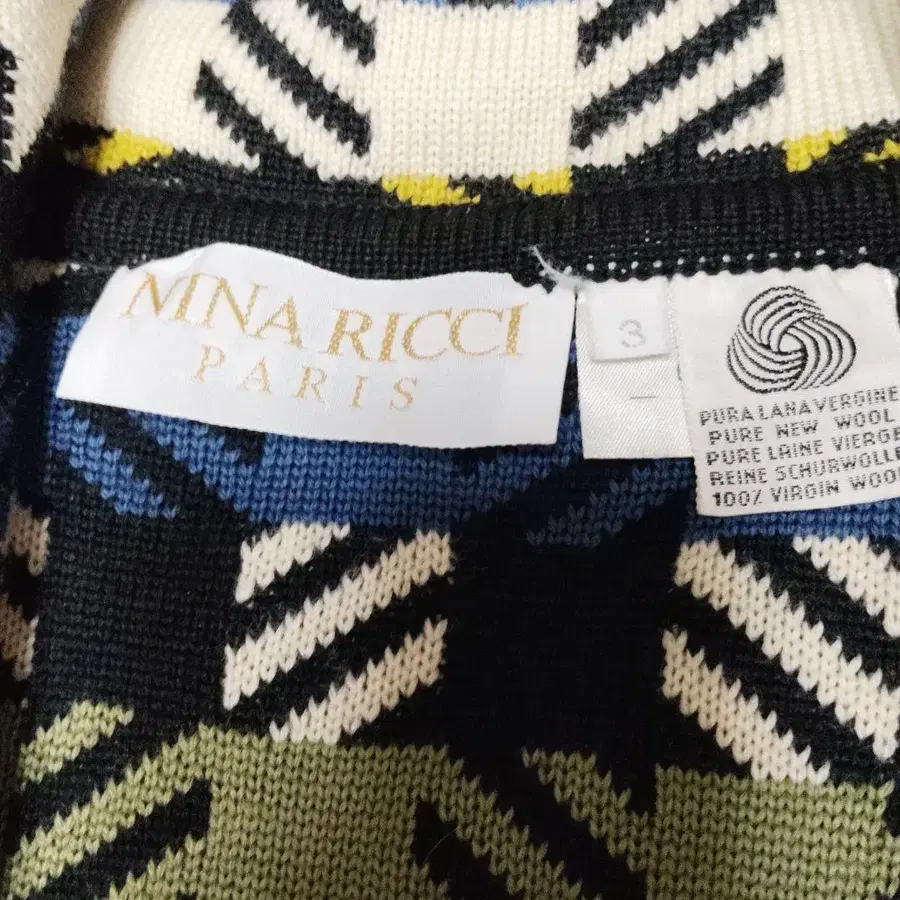 NINA RICCI
PARIS
3
PURA LANA VERGINE
PURE NEW WOOL
PURE LAINE VIERGE
REINE SCHURWOLLE
100% VIRGIN WOOL